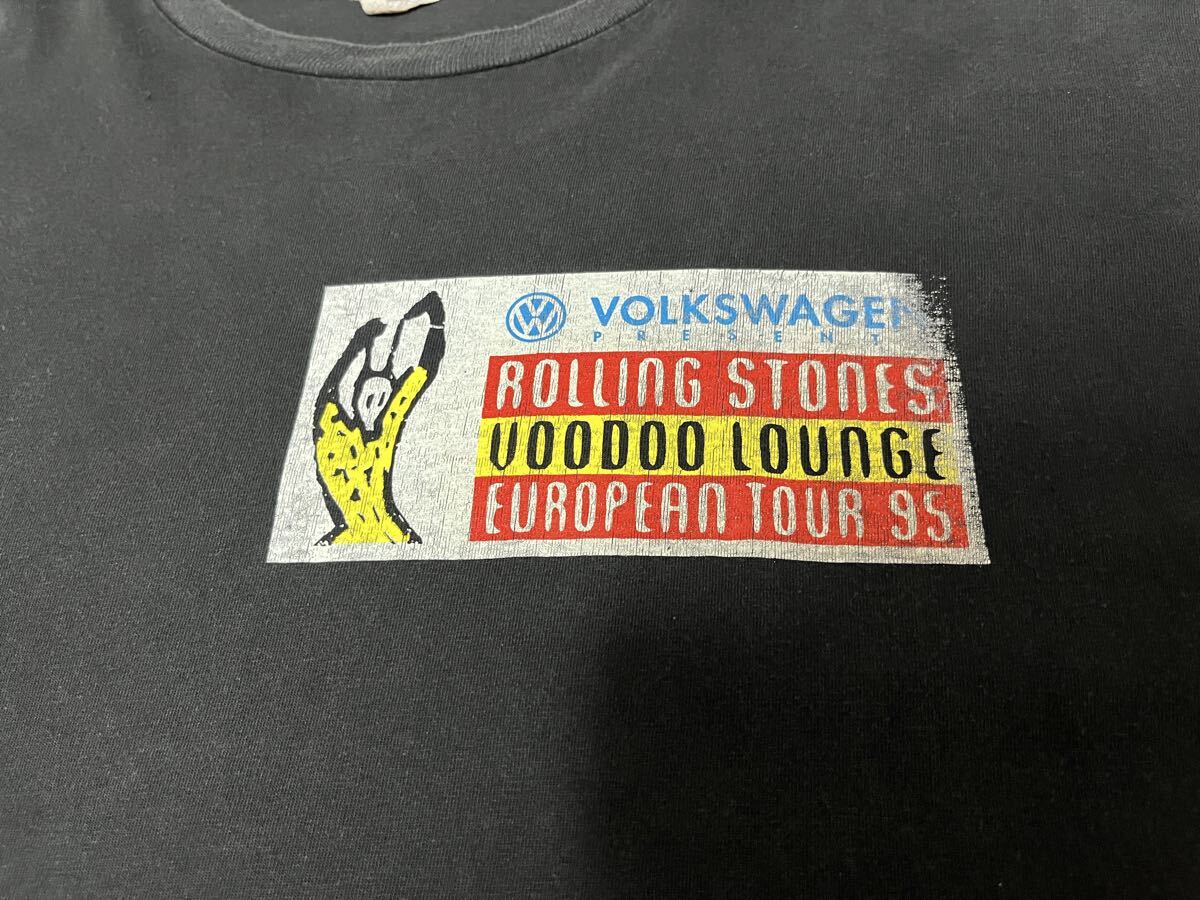 VOLKSWAGEN
PRESENT
ROLLING STONES
VOODOO LOUNGE
EUROPEAN TOUR 95